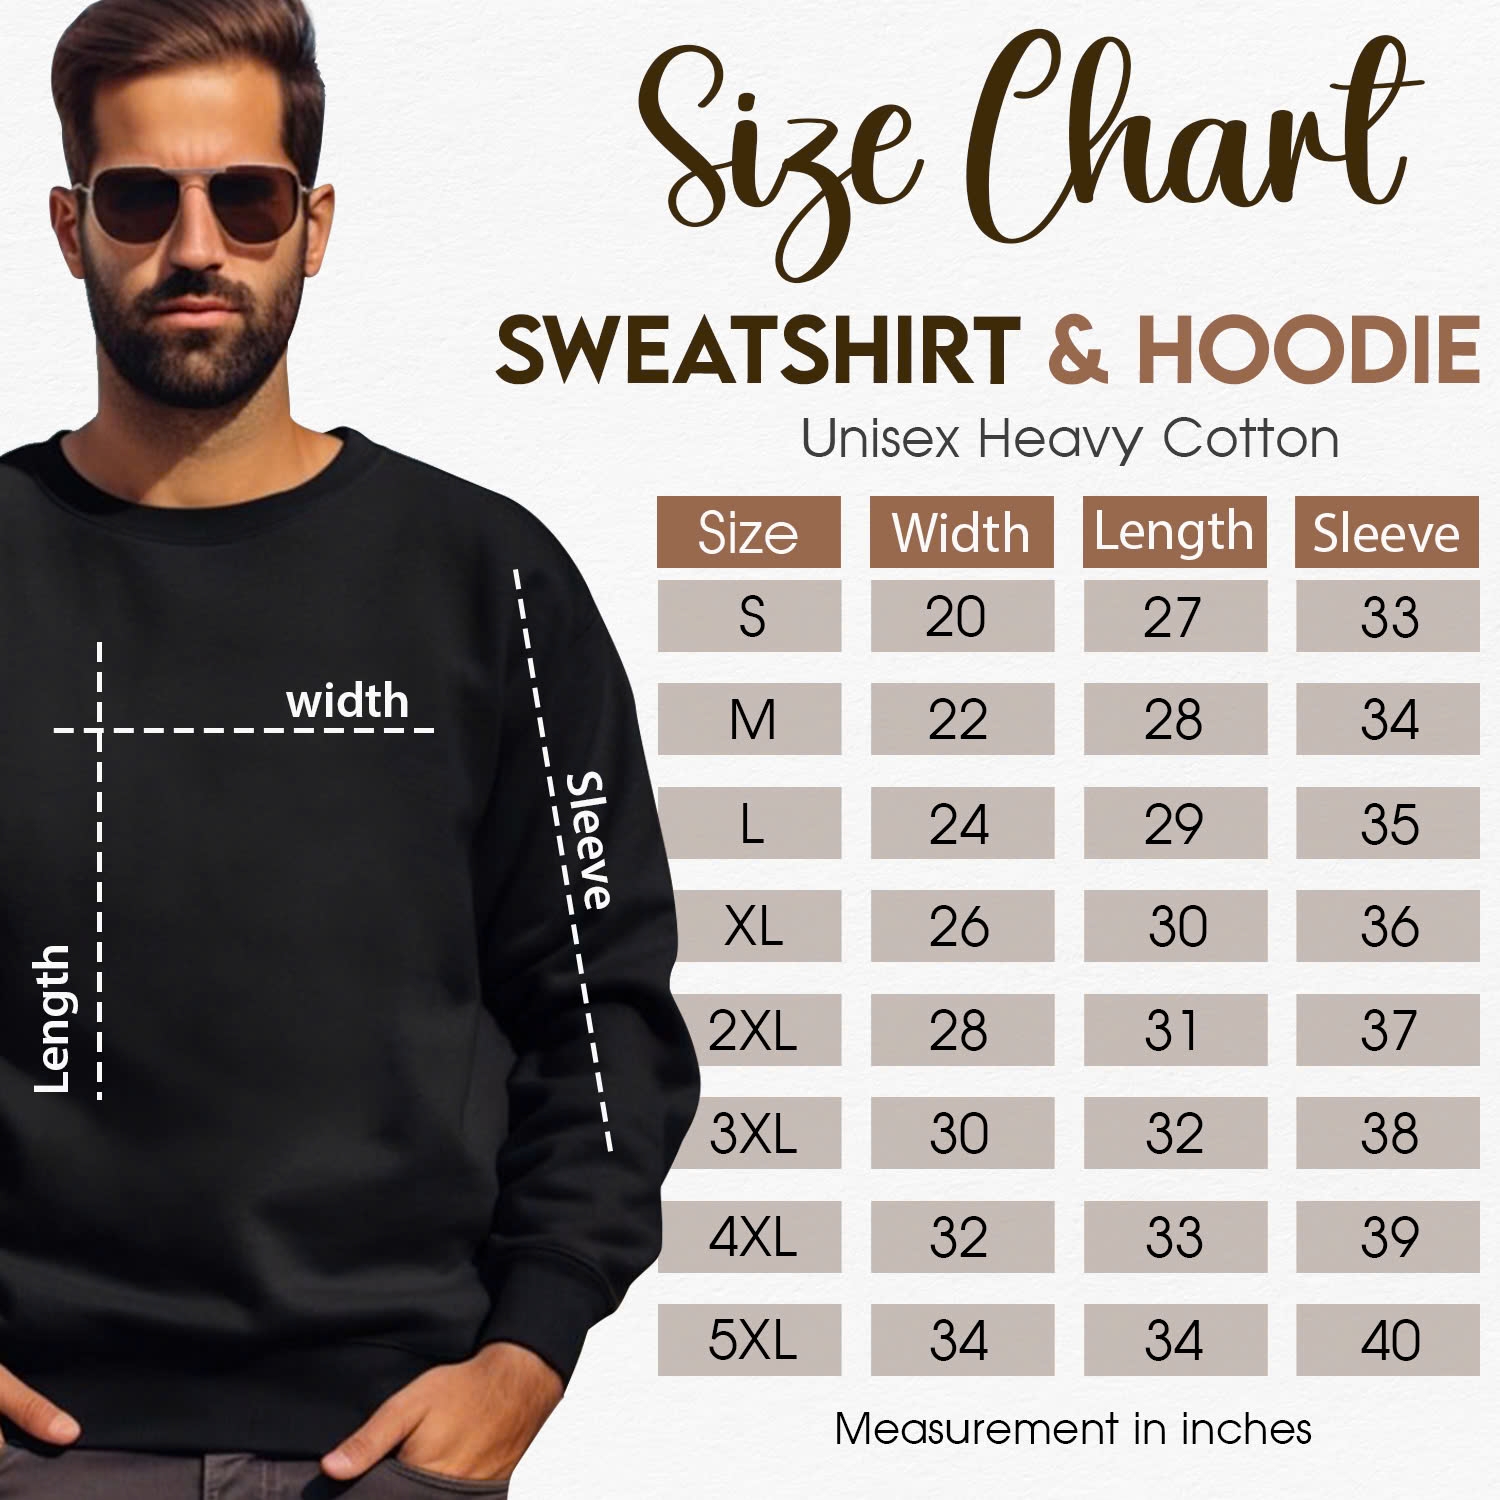 Size Chart
SWEATSHIRT & HOODIE
Unisex Heavy Cotton
Size Width Length Sleeve
S 20 27 33
M 22 28 34
L 24 29 35
XL 26 30 36
2XL 28 31 37
3XL 30 32 38
4XL 32 33 39
5XL 34 34 40
Measurement in inches
width
Sleeve
Length